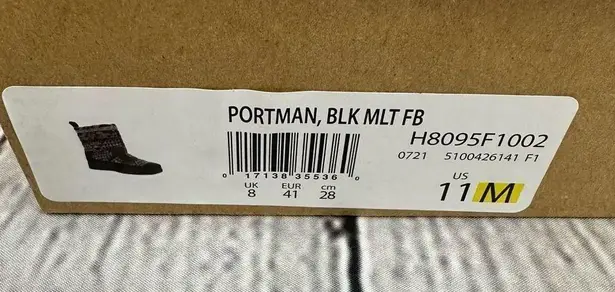 PORTMAN, BLK MLT FB
H8095F1002
0721 5100426141 F1
0 17138 35536 0
UK EUR cm
8 41 28
US
11 M